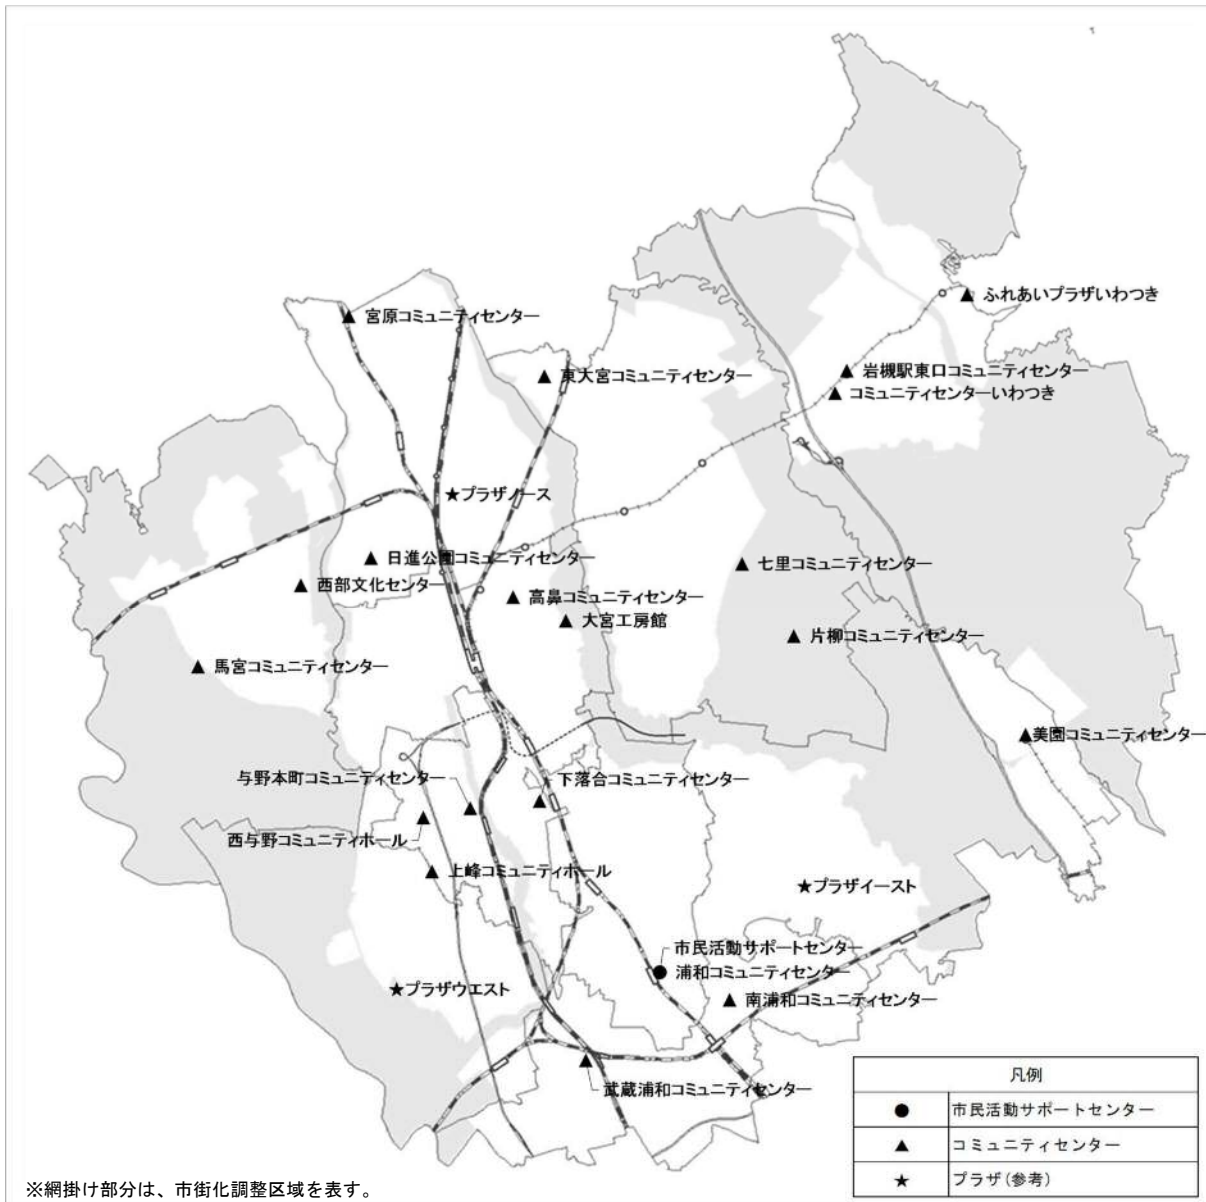 ふれあいプラザいわつき
宮原コミュニティセンター
東大宮コミュニティセンター
岩槻駅東口コミュニティセンター
コミュニティセンターいわつき
★プラザノース
日進公園コミュニティセンター
七里コミュニティセンター
西部文化センター
高鼻コミュニティセンター
大宮工房館
片柳コミュニティセンター
馬宮コミュニティセンター
美園コミュニティセンター
与野本町コミュニティセンター
下落合コミュニティセンター
西与野コミュニティホール
上峰コミュニティホール
★プラザイースト
市民活動サポートセンター
浦和コミュニティセンター
★プラザウエスト
南浦和コミュニティセンター
武蔵浦和コミュニティセンター
凡例
● 市民活動サポートセンター
▲ コミュニティセンター
★ プラザ(参考)
※網掛け部分は、市街化調整区域を表す。